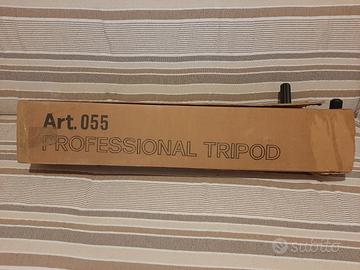 Art. 055
PROFESSIONAL TRIPOD
subito